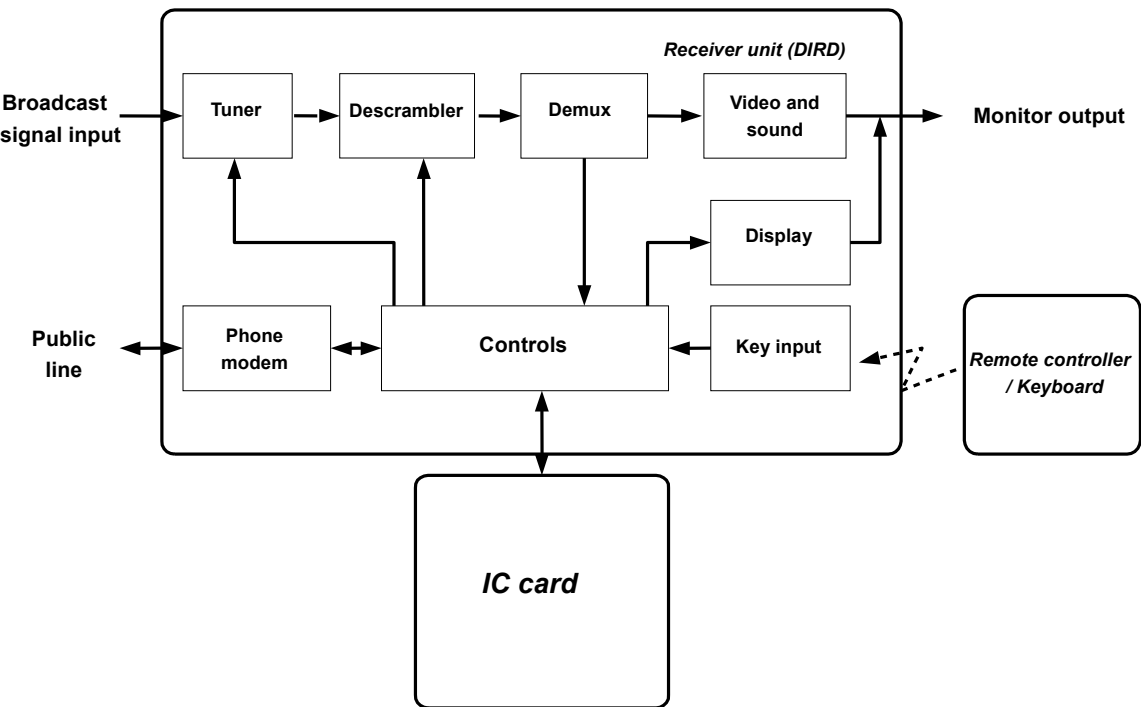 Receiver unit (DIRD)
Broadcast
signal input
Tuner
Descrambler
Demux
Video and
sound
Monitor output
Display
Public
line
Phone
modem
Controls
Key input
Remote controller
/ Keyboard
IC card